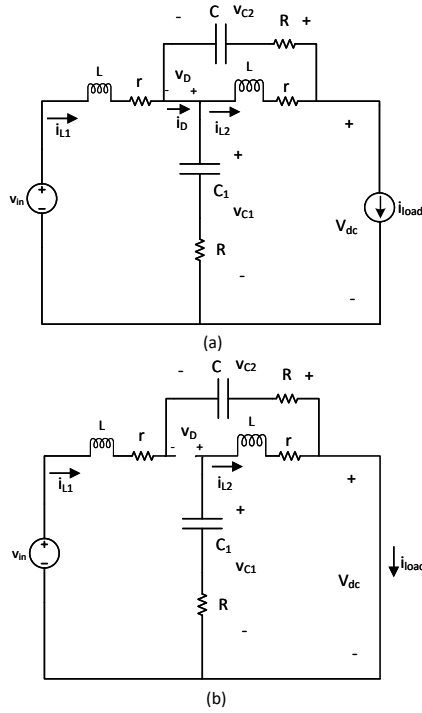 - C vC2 R +
L r vD - + L r
iL1 iD iL2
+ +
C1
vin vC1 Vdc iload
R
- -
(a)
- C vC2 R +
L r vD - + L r
iL1 iL2
+ +
C1
vin vC1 Vdc iload
R
- -
(b)